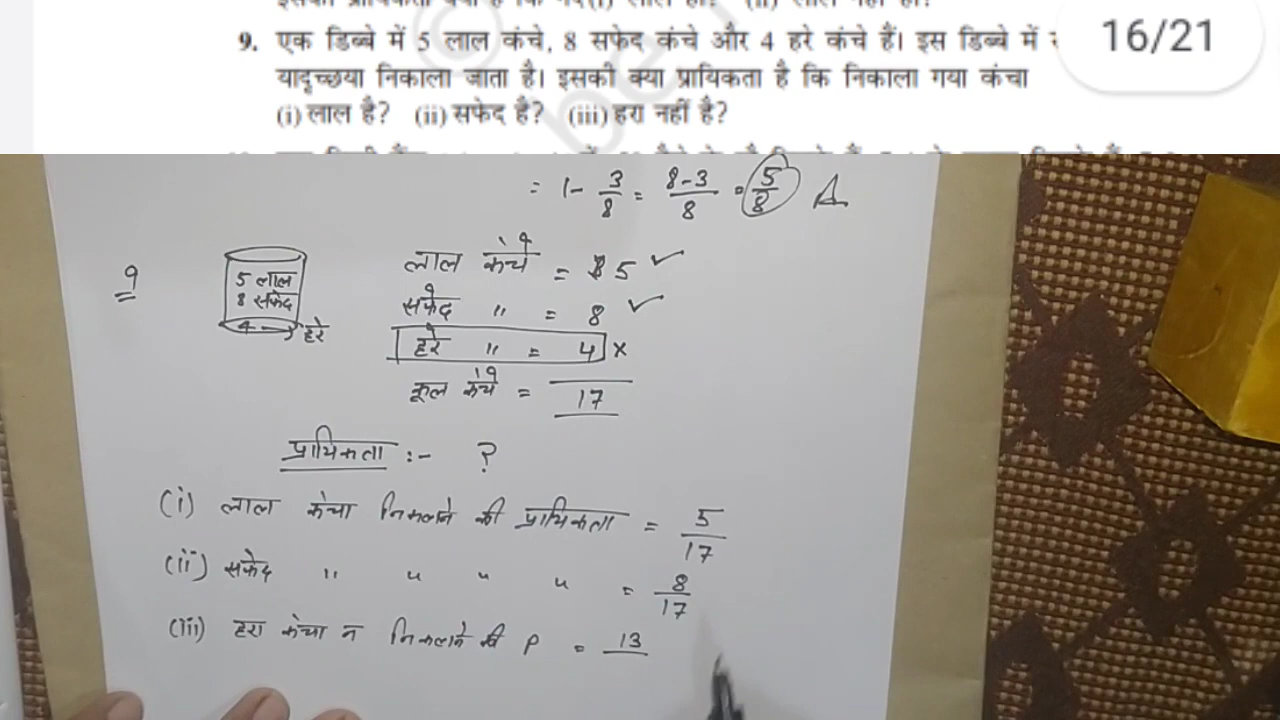 9. एक डिब्बे में 5 लाल कंचे, 8 सफेद कंचे और 4 हरे कंचे हैं। इस डिब्बे में
16/21
यादृच्छया निकाला जाता है। इसकी क्या प्रायिकता है कि निकाला गया कंचा
(i) लाल है? (ii) सफेद है? (iii) हरा नहीं है?
= 1 - 3/8 = 8-3/8 = 5/8
9
5 लाल
8 सफेद
4 → हरे
लाल कंचे = 5 ✓
सफेद " = 8 ✓
हरे " = 4 ×
कूल कंचे = 17
प्रायिकता :- ?
(i) लाल कंचा निकलने की प्रायिकता = 5/17
(ii) सफेद " " " " = 8/17
(iii) हरा कंचा न निकलने की P = 13